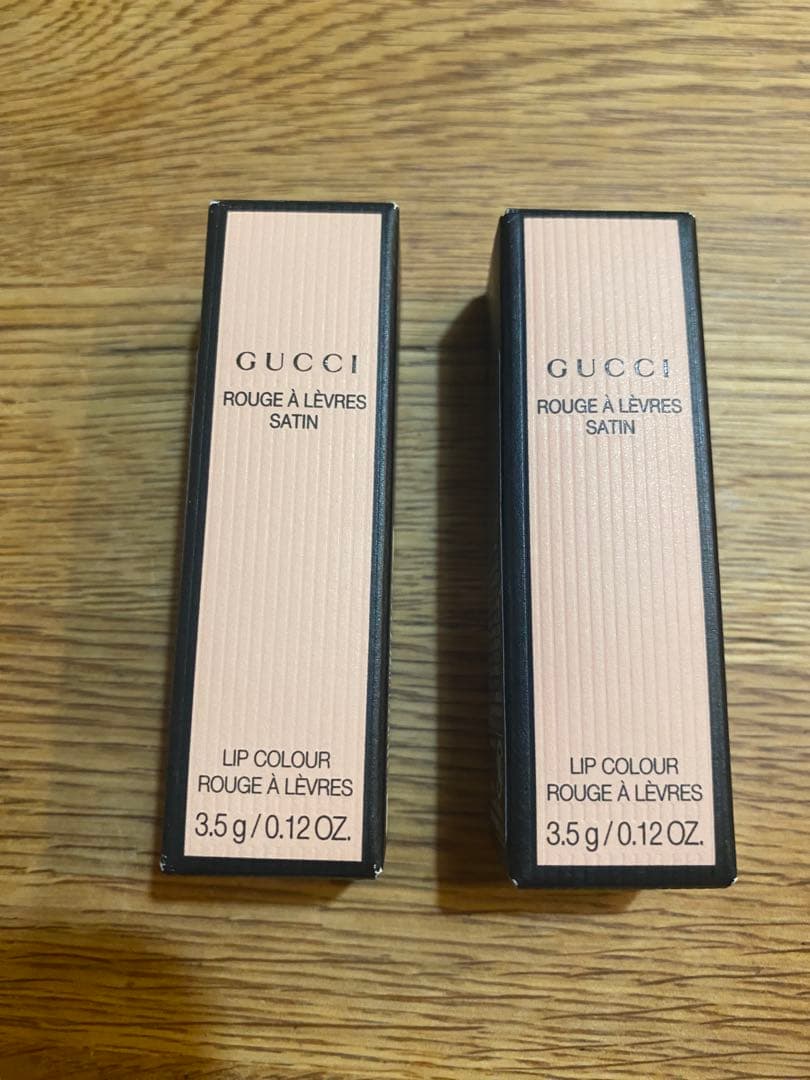 GUCCI
ROUGE À LÈVRES
SATIN
LIP COLOUR
ROUGE À LÈVRES
3.5 g / 0.12 OZ.
GUCCI
ROUGE À LÈVRES
SATIN
LIP COLOUR
ROUGE À LÈVRES
3.5 g / 0.12 OZ.